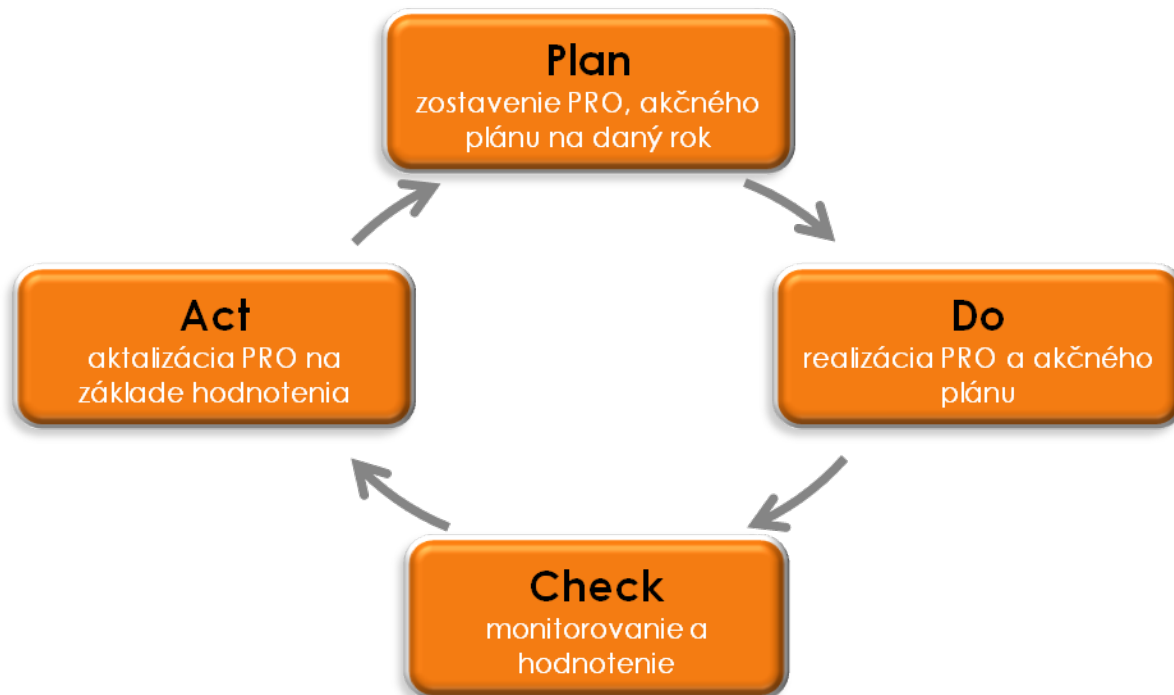 Plan
zostavenie PRO, akčného
plánu na daný rok
Act
aktalizácia PRO na
základe hodnotenia
Do
realizácia PRO a akčného
plánu
Check
monitorovanie a
hodnotenie